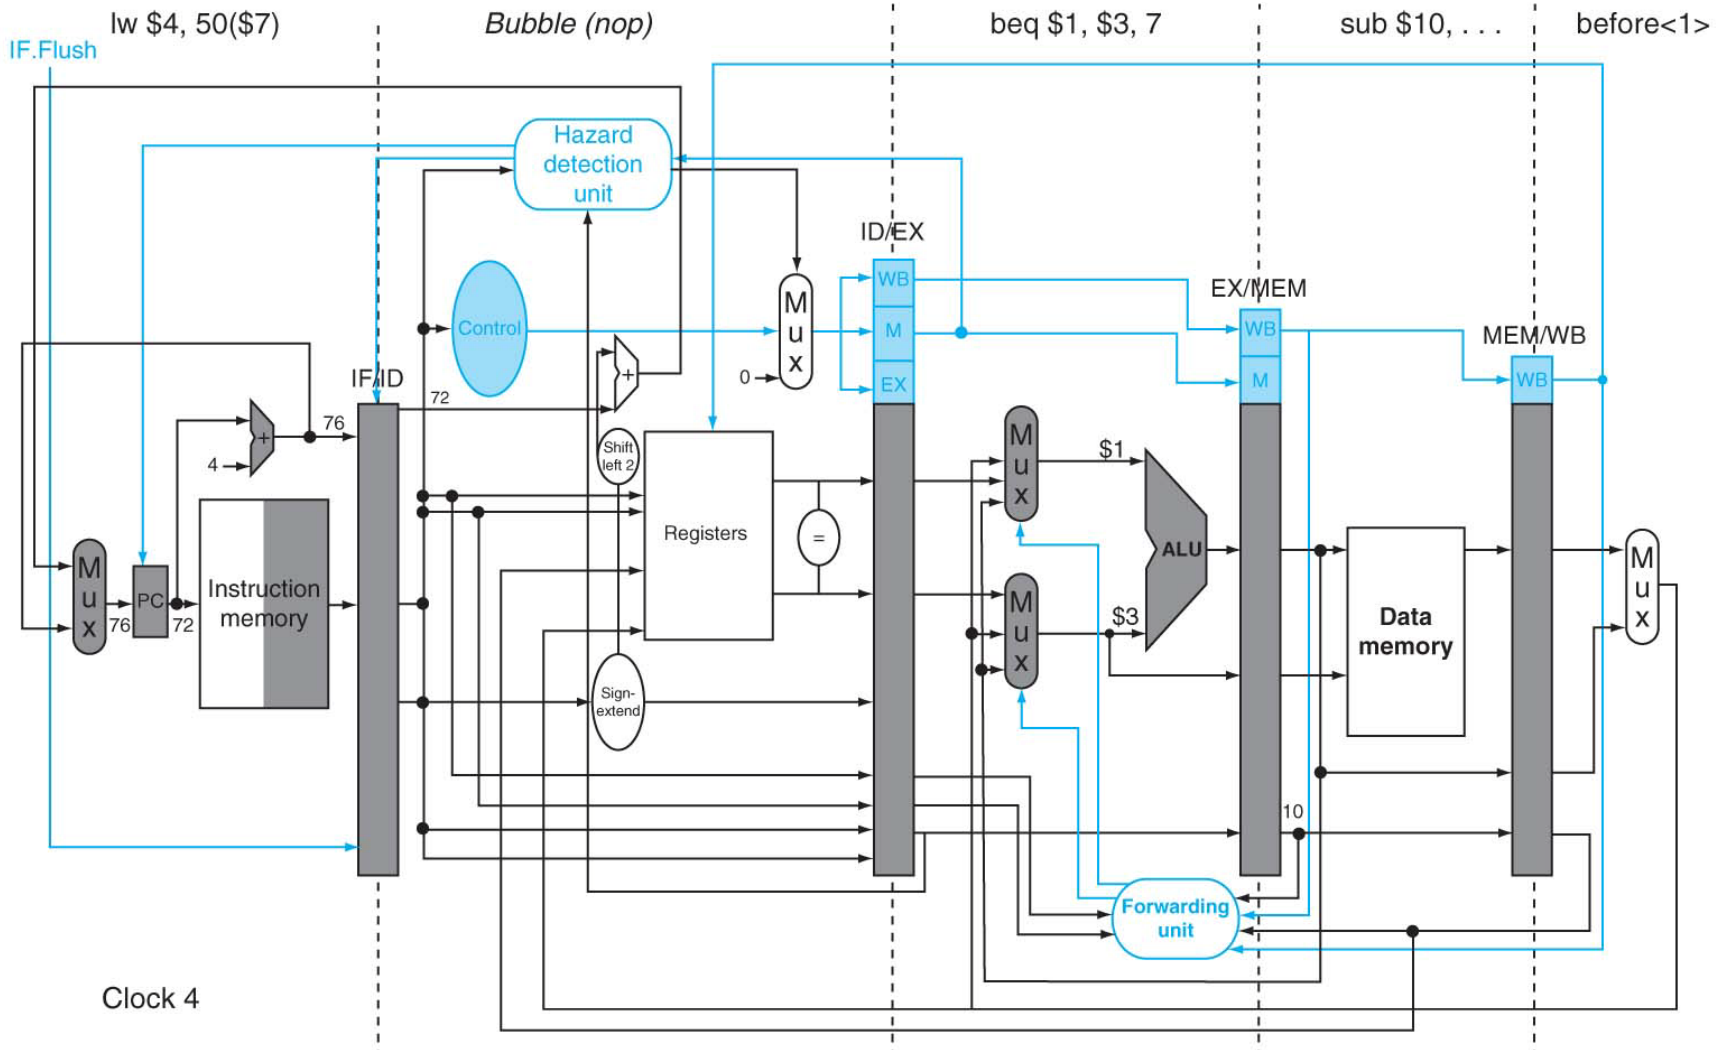 lw $4, 50($7)
Bubble (nop)
beq $1, $3, 7
sub $10, . . .
before<1>
IF.Flush
Hazard
detection
unit
ID/EX
WB
M
EX
EX/MEM
WB
M
MEM/WB
WB
Control
M
u
x
0
+
IF/ID
72
76
+
4
Shift
left 2
Registers
=
M
u
x
$1
ALU
M
u
x
$3
M
u
x
76
PC
72
Instruction
memory
Data
memory
M
u
x
Sign-
extend
10
Forwarding
unit
Clock 4